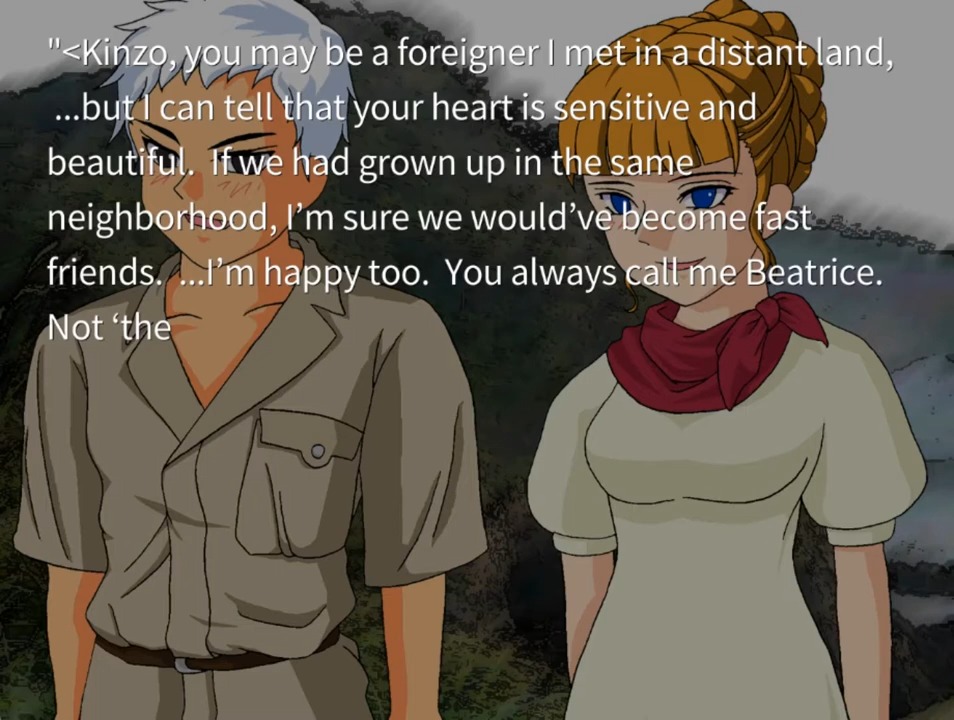 "<Kinzo, you may be a foreigner I met in a distant land,
...but I can tell that your heart is sensitive and
beautiful.  If we had grown up in the same
neighborhood, I’m sure we would’ve become fast
friends.  ...I’m happy too.  You always call me Beatrice.
Not ‘the